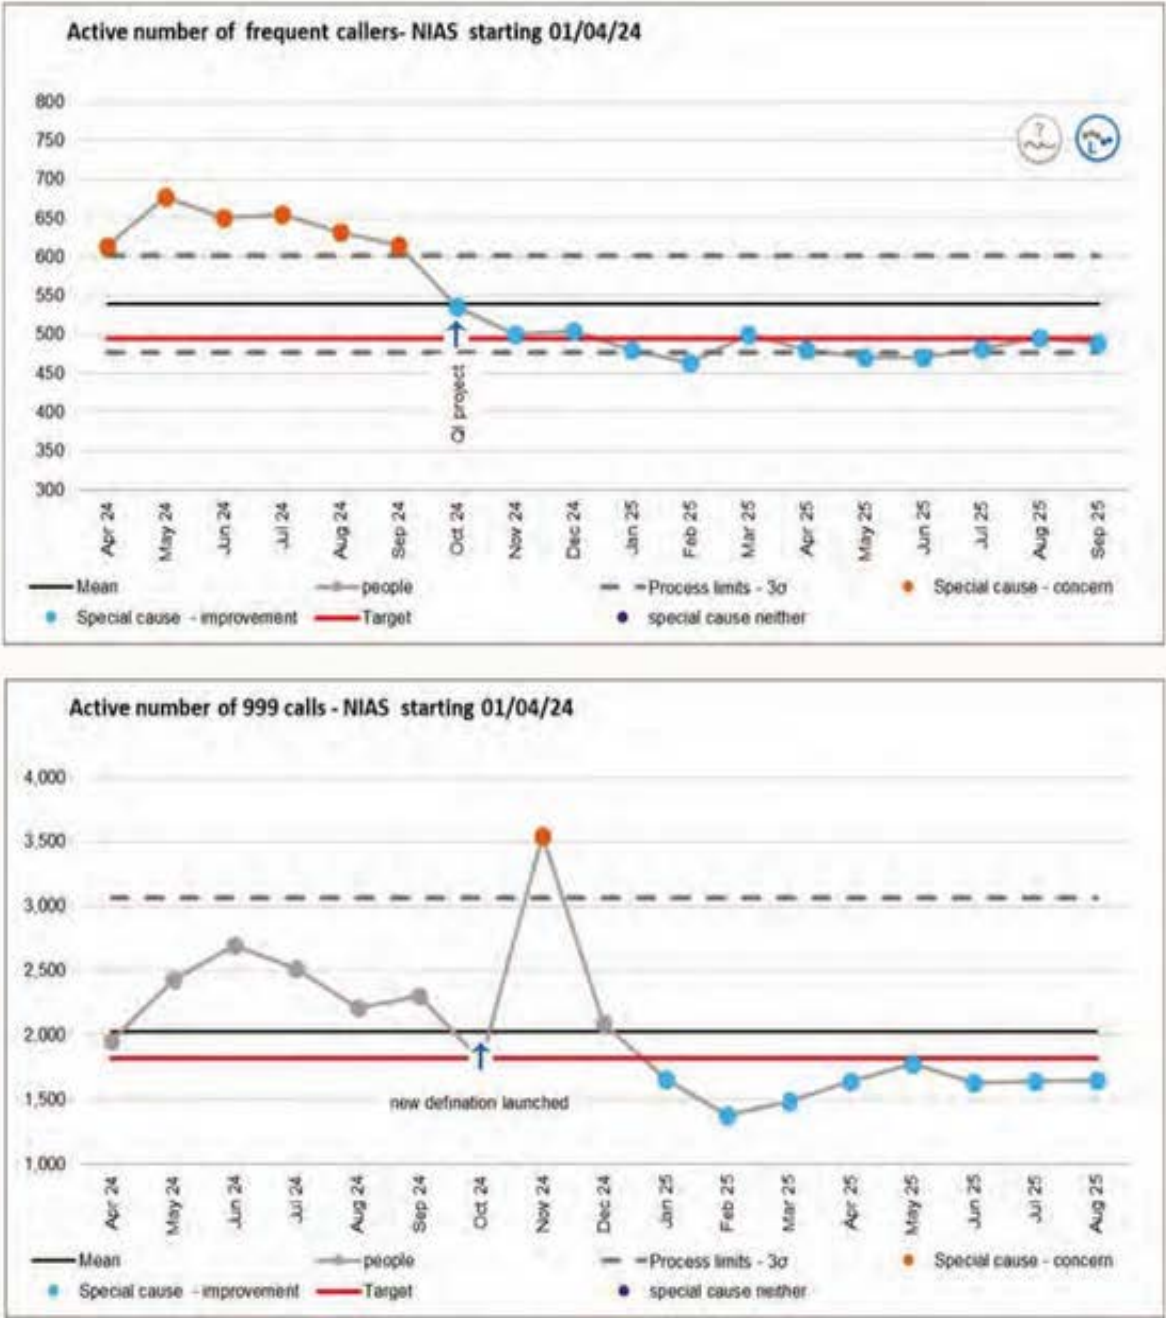 Active number of frequent callers- NIAS starting 01/04/24
800
750
700
650
600
550
500
450
400
350
300
?
L
QI project
Apr 24
May 24
Jun 24
Jul 24
Aug 24
Sep 24
Oct 24
Nov 24
Dec 24
Jan 25
Feb 25
Mar 25
Apr 25
May 25
Jun 25
Jul 25
Aug 25
Sep 25
Mean people Process limits - 3σ Special cause - concern
Special cause - improvement Target special cause neither
Active number of 999 calls - NIAS starting 01/04/24
4,000
3,500
3,000
2,500
2,000
1,500
1,000
new defination launched
Apr 24
May 24
Jun 24
Jul 24
Aug 24
Sep 24
Oct 24
Nov 24
Dec 24
Jan 25
Feb 25
Mar 25
Apr 25
May 25
Jun 25
Jul 25
Aug 25
Mean people Process limits - 3σ Special cause - concern
Special cause - improvement Target special cause neither